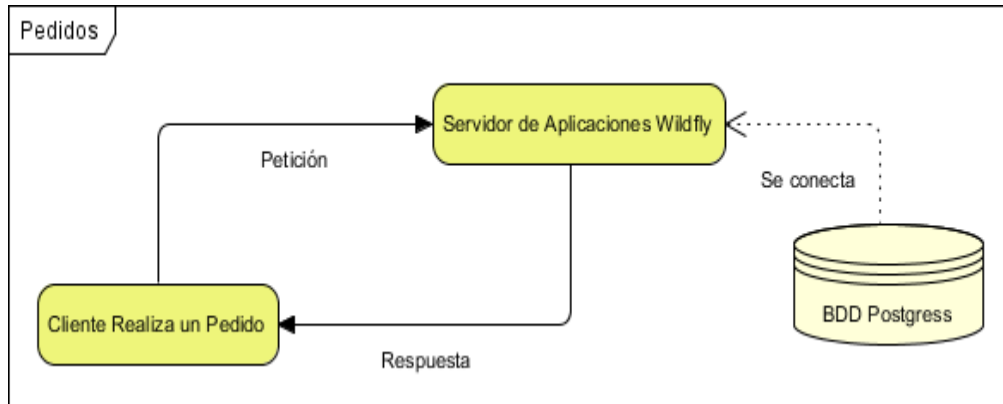 Pedidos
Servidor de Aplicaciones Wildfly
Petición
Se conecta
BDD Postgress
Cliente Realiza un Pedido
Respuesta